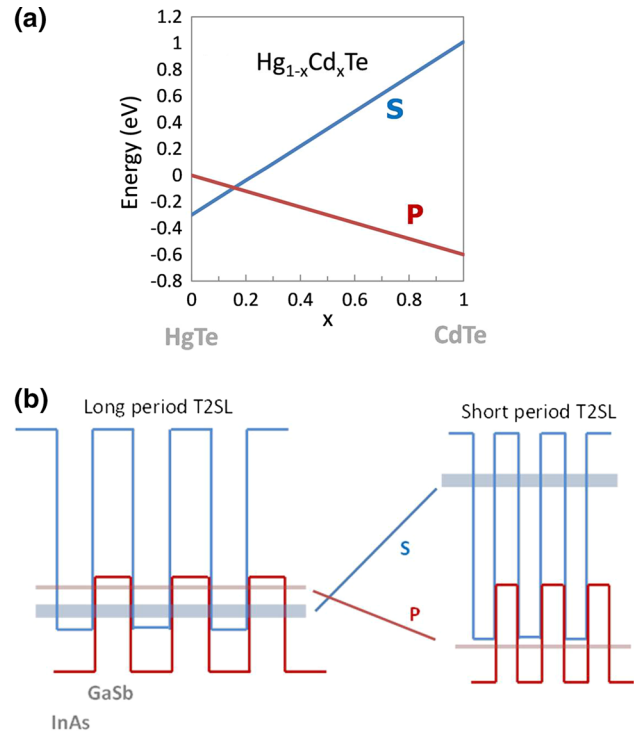 (a)
1.2
1
0.8
0.6
0.4
0.2
0
-0.2
-0.4
-0.6
-0.8
Energy (eV)
Hg1-xCdxTe
S
P
0 0.2 0.4 0.6 0.8 1
x
HgTe CdTe
(b)
Long period T2SL Short period T2SL
S
P
GaSb
InAs